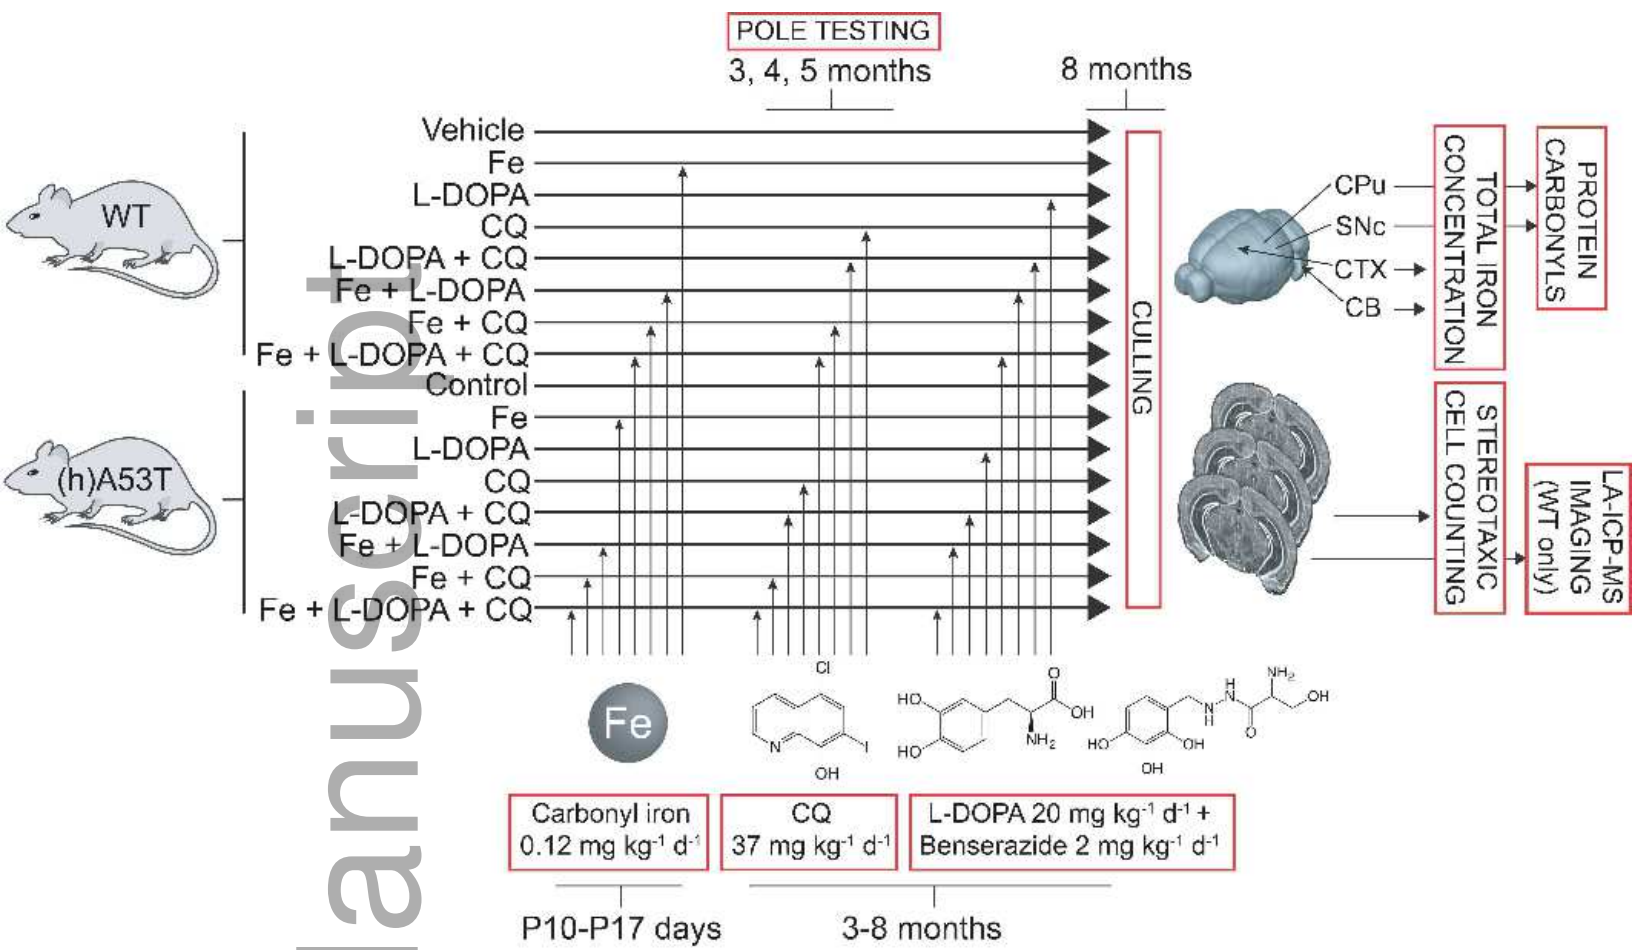 POLE TESTING
3, 4, 5 months
8 months
WT
Vehicle
Fe
L-DOPA
CQ
L-DOPA + CQ
Fe + L-DOPA
Fe + CQ
Fe + L-DOPA + CQ
(h)A53T
Control
Fe
L-DOPA
CQ
L-DOPA + CQ
Fe + L-DOPA
Fe + CQ
Fe + L-DOPA + CQ
CULLING
CPu
SNc
CTX
CB
TOTAL IRON
CONCENTRATION
PROTEIN
CARBONYLS
STEREOTAXIC
CELL COUNTING
LA-ICP-MS
IMAGING
(WT only)
Fe
Cl
N
I
OH
HO
HO
O
OH
NH₂
HO
OH
N
H
H
N
O
NH₂
OH
OH
Carbonyl iron
0.12 mg kg⁻¹ d⁻¹
CQ
37 mg kg⁻¹ d⁻¹
L-DOPA 20 mg kg⁻¹ d⁻¹ +
Benserazide 2 mg kg⁻¹ d⁻¹
P10-P17 days
3-8 months
anuscript